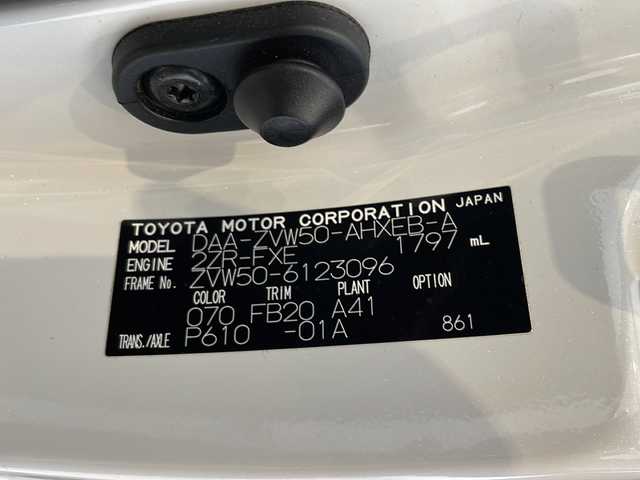 TOYOTA MOTOR CORPORATION JAPAN
MODEL DAA-ZVW50-AHXEB-A
ENGINE 2ZR-FXE 1797 mL
FRAME No. ZVW50-6123096
COLOR TRIM PLANT OPTION
070 FB20 A41
TRANS./AXLE P610 -01A 861